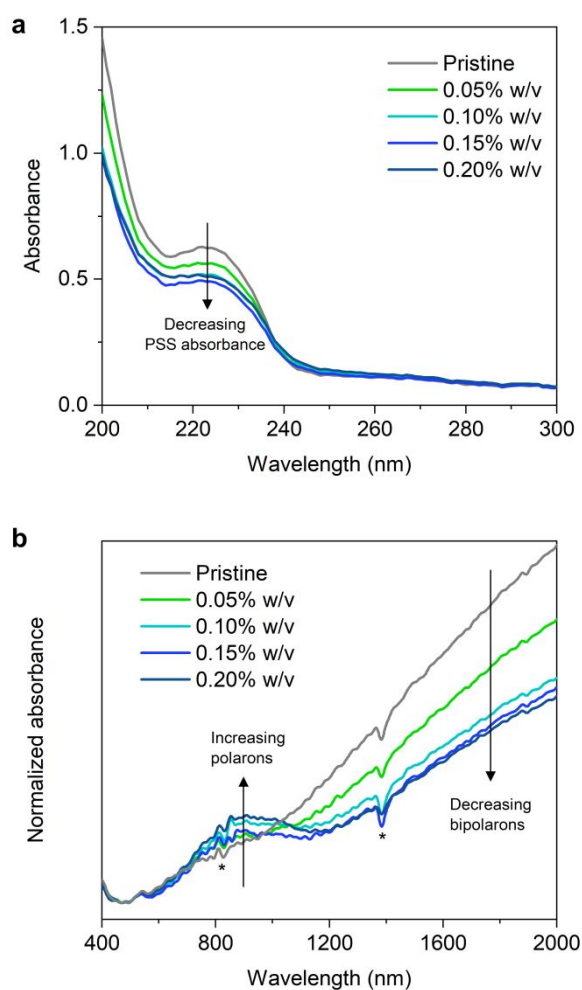 a
1.5
1.0
0.5
0.0
Absorbance
Pristine
0.05% w/v
0.10% w/v
0.15% w/v
0.20% w/v
Decreasing
PSS absorbance
200 220 240 260 280 300
Wavelength (nm)
b
Normalized absorbance
Pristine
0.05% w/v
0.10% w/v
0.15% w/v
0.20% w/v
Increasing
polarons
Decreasing
bipolarons
* *
400 800 1200 1600 2000
Wavelength (nm)